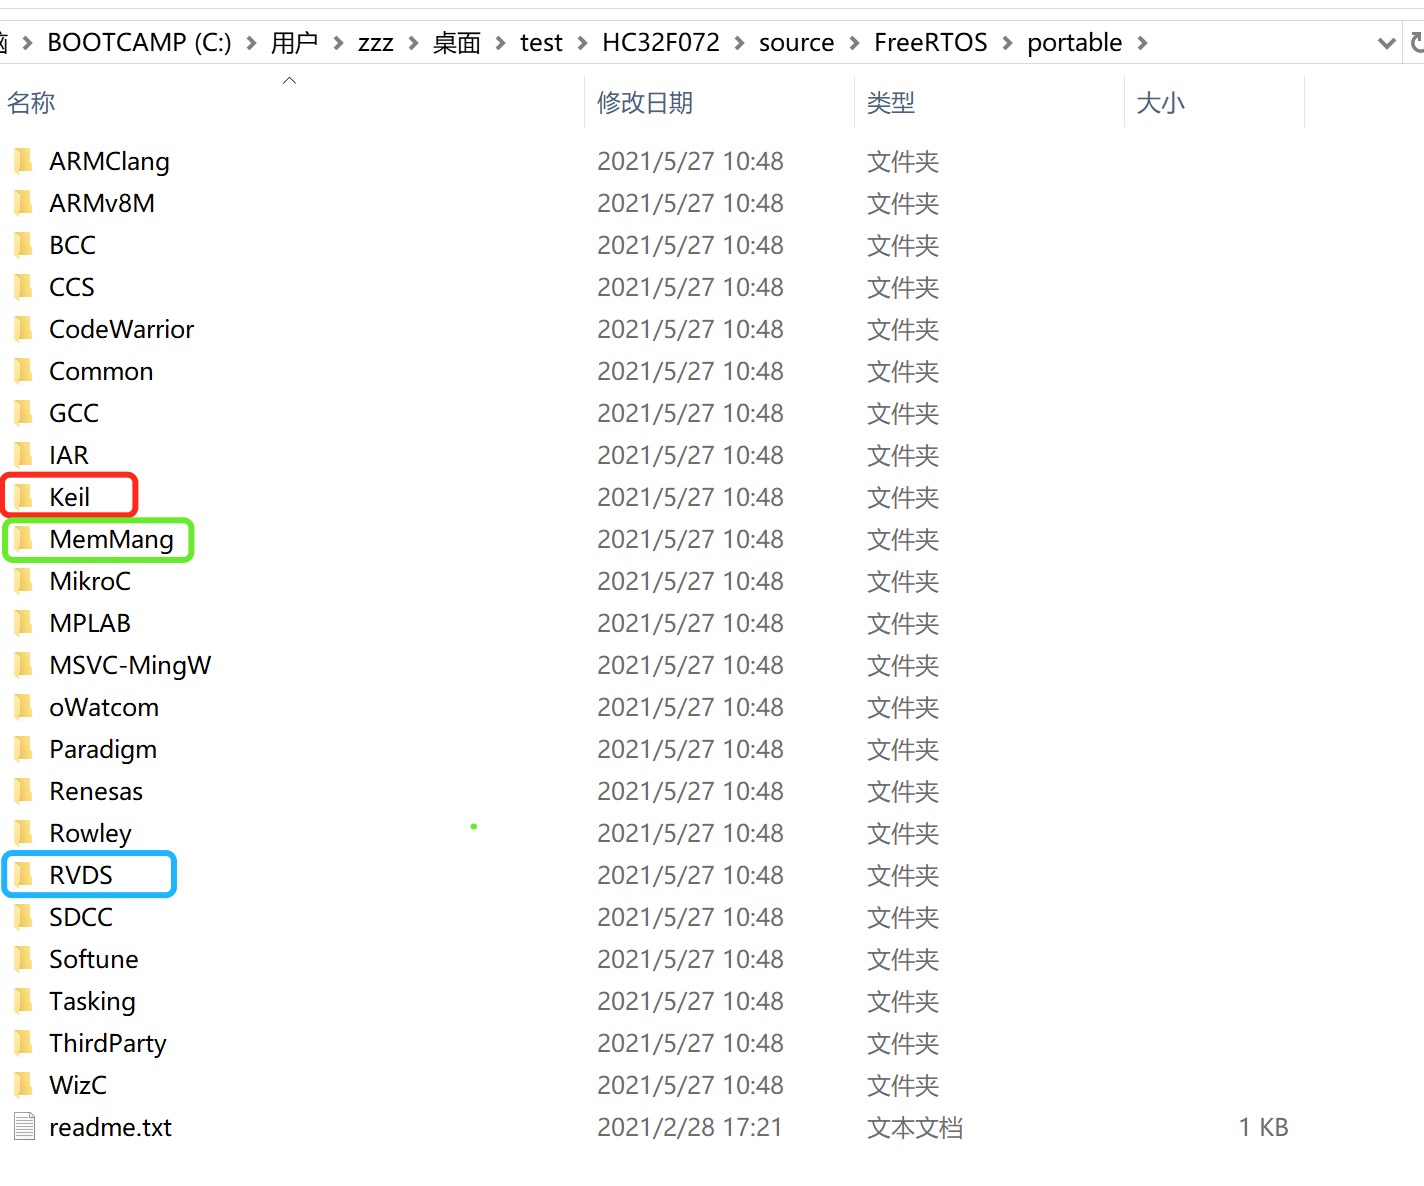 BOOTCAMP (C:) > 用户 > zzz > 桌面 > test > HC32F072 > source > FreeRTOS > portable >
名称 修改日期 类型 大小
ARMClang 2021/5/27 10:48 文件夹
ARMv8M 2021/5/27 10:48 文件夹
BCC 2021/5/27 10:48 文件夹
CCS 2021/5/27 10:48 文件夹
CodeWarrior 2021/5/27 10:48 文件夹
Common 2021/5/27 10:48 文件夹
GCC 2021/5/27 10:48 文件夹
IAR 2021/5/27 10:48 文件夹
Keil 2021/5/27 10:48 文件夹
MemMang 2021/5/27 10:48 文件夹
MikroC 2021/5/27 10:48 文件夹
MPLAB 2021/5/27 10:48 文件夹
MSVC-MingW 2021/5/27 10:48 文件夹
oWatcom 2021/5/27 10:48 文件夹
Paradigm 2021/5/27 10:48 文件夹
Renesas 2021/5/27 10:48 文件夹
Rowley 2021/5/27 10:48 文件夹
RVDS 2021/5/27 10:48 文件夹
SDCC 2021/5/27 10:48 文件夹
Softune 2021/5/27 10:48 文件夹
Tasking 2021/5/27 10:48 文件夹
ThirdParty 2021/5/27 10:48 文件夹
WizC 2021/5/27 10:48 文件夹
readme.txt 2021/2/28 17:21 文本文档 1 KB